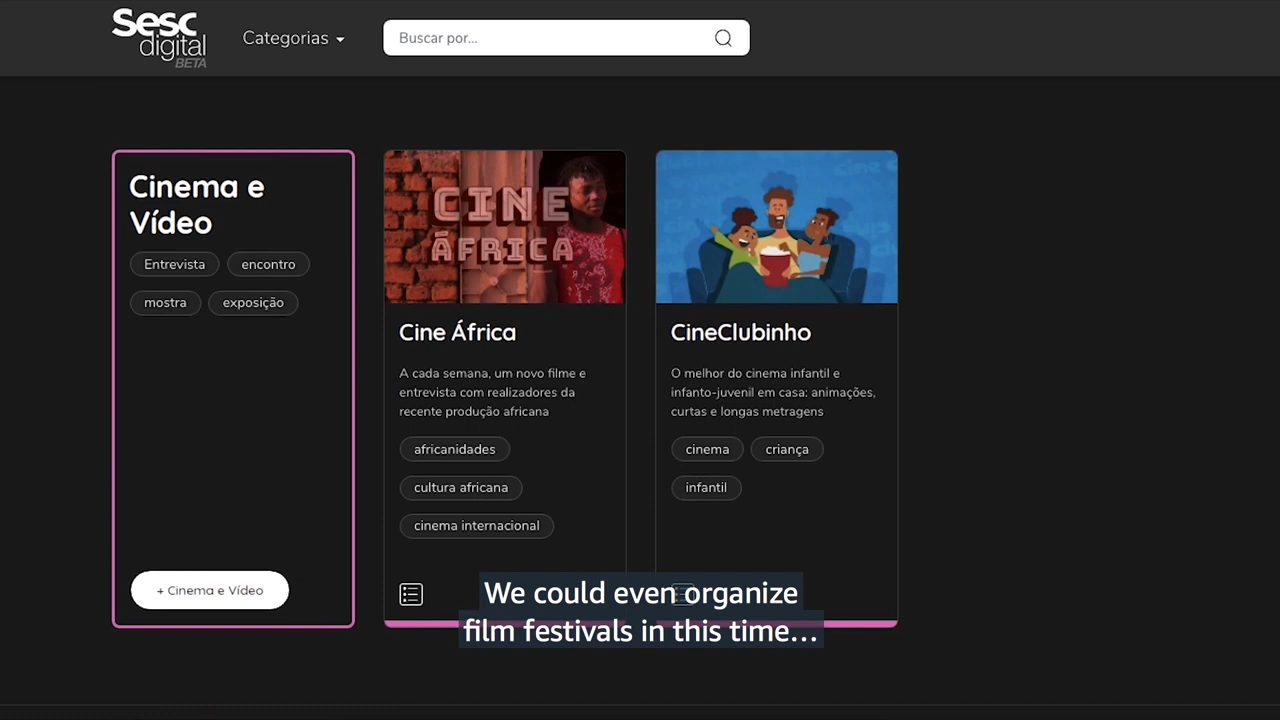 Sesc
digital
BETA
Categorias
Buscar por...
Cinema e
Vídeo
Entrevista
encontro
mostra
exposição
+ Cinema e Vídeo
CINE
ÁFRICA
Cine África
A cada semana, um novo filme e
entrevista com realizadores da
recente produção africana
africanidades
cultura africana
cinema internacional
CineClubinho
O melhor do cinema infantil e
infanto-juvenil em casa: animações,
curtas e longas metragens
cinema
criança
infantil
We could even organize
film festivals in this time...